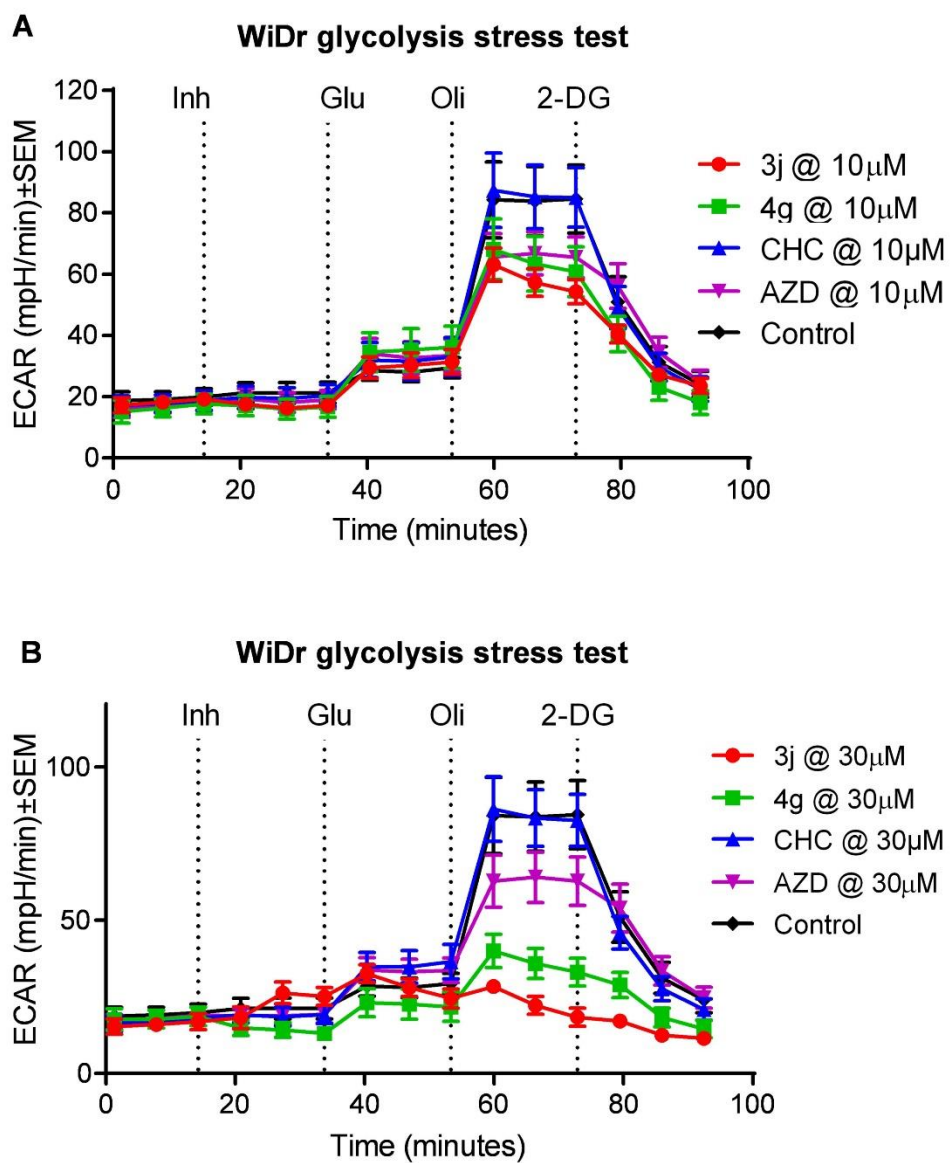 A
WiDr glycolysis stress test
Inh Glu Oli 2-DG
120
100
80
60
40
20
0
ECAR (mpH/min)±SEM
0 20 40 60 80 100
Time (minutes)
3j @ 10μM
4g @ 10μM
CHC @ 10μM
AZD @ 10μM
Control
B
WiDr glycolysis stress test
Inh Glu Oli 2-DG
100
50
0
ECAR (mpH/min)±SEM
0 20 40 60 80 100
Time (minutes)
3j @ 30μM
4g @ 30μM
CHC @ 30μM
AZD @ 30μM
Control